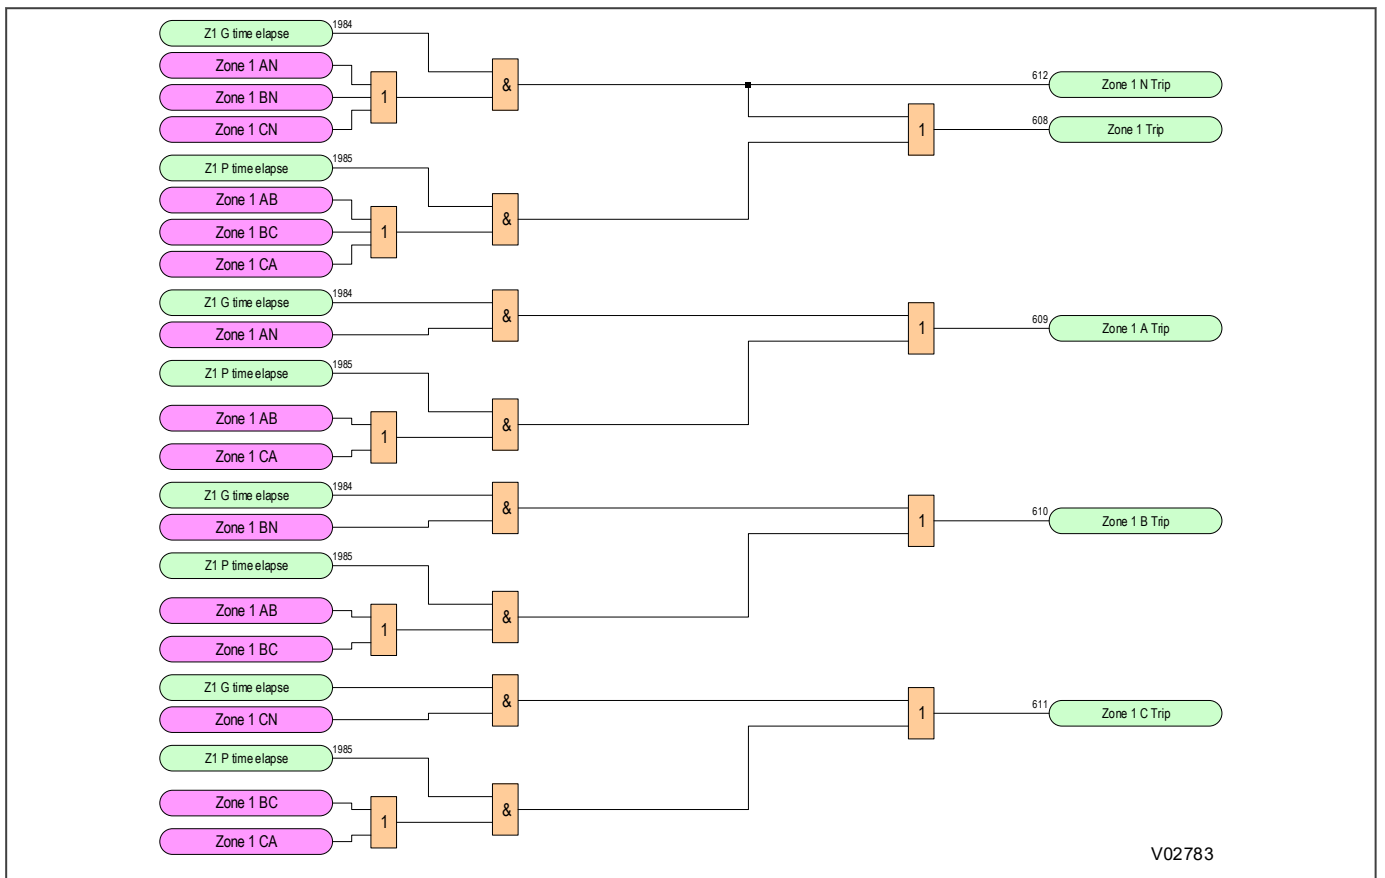 Z1 G time elapse 1984
Zone 1 AN
Zone 1 BN
Zone 1 CN
1
&
612 Zone 1 N Trip
1
608 Zone 1 Trip
Z1 P time elapse 1985
Zone 1 AB
Zone 1 BC
Zone 1 CA
1
&
Z1 G time elapse 1984
Zone 1 AN
&
1
609 Zone 1 A Trip
Z1 P time elapse 1985
Zone 1 AB
Zone 1 CA
1
&
Z1 G time elapse 1984
Zone 1 BN
&
1
610 Zone 1 B Trip
Z1 P time elapse 1985
Zone 1 AB
Zone 1 BC
1
&
Z1 G time elapse
Zone 1 CN
&
1
611 Zone 1 C Trip
Z1 P time elapse 1985
Zone 1 BC
Zone 1 CA
1
&
V02783